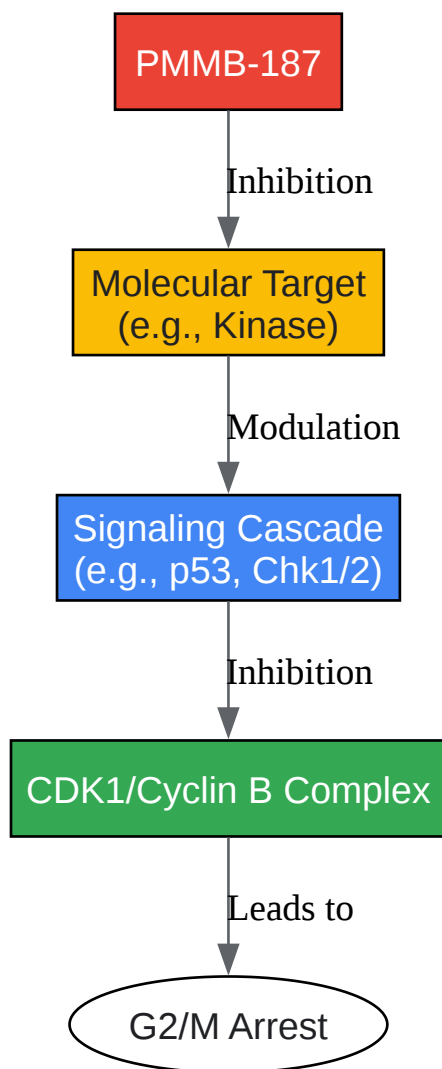 PMMB-187
Inhibition
Molecular Target
(e.g., Kinase)
Modulation
Signaling Cascade
(e.g., p53, Chk1/2)
Inhibition
CDK1/Cyclin B Complex
Leads to
G2/M Arrest